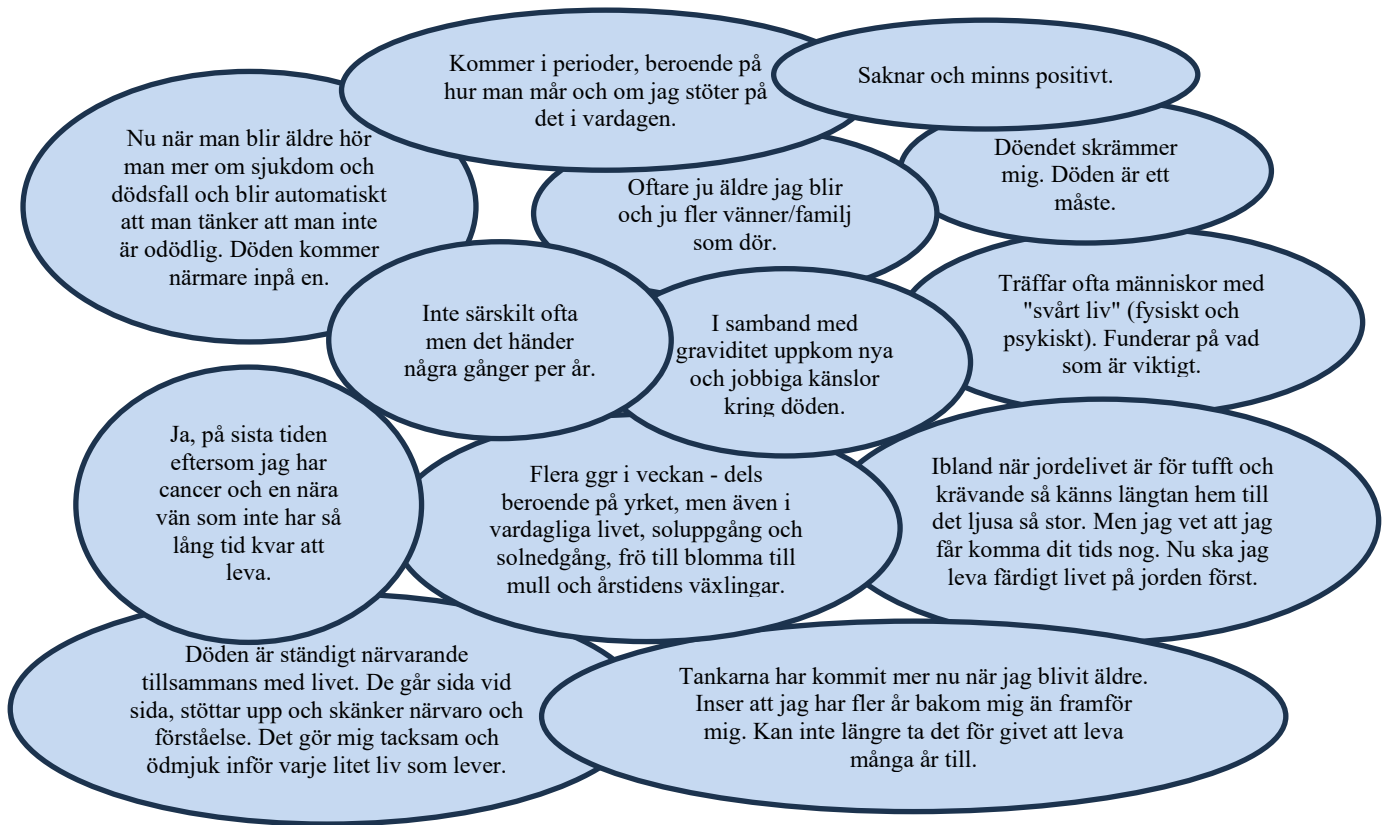 Kommer i perioder, beroende på
hur man mår och om jag stöter på
det i vardagen.
Saknar och minns positivt.
Nu när man blir äldre hör
man mer om sjukdom och
dödsfall och blir automatiskt
att man tänker att man inte
är odödlig. Döden kommer
närmare inpå en.
Oftare ju äldre jag blir
och ju fler vänner/familj
som dör.
Döendet skrämmer
mig. Döden är ett
måste.
Inte särskilt ofta
men det händer
några gånger per år.
I samband med
graviditet uppkom nya
och jobbiga känslor
kring döden.
Träffar ofta människor med
"svårt liv" (fysiskt och
psykiskt). Funderar på vad
som är viktigt.
Ja, på sista tiden
eftersom jag har
cancer och en nära
vän som inte har så
lång tid kvar att
leva.
Flera ggr i veckan - dels
beroende på yrket, men även i
vardagliga livet, soluppgång och
solnedgång, frö till blomma till
mull och årstidens växlingar.
Ibland när jordelivet är för tufft och
krävande så känns längtan hem till
det ljusa så stor. Men jag vet att jag
får komma dit tids nog. Nu ska jag
leva färdigt livet på jorden först.
Döden är ständigt närvarande
tillsammans med livet. De går sida vid
sida, stöttar upp och skänker närvaro och
förståelse. Det gör mig tacksam och
ödmjuk inför varje litet liv som lever.
Tankarna har kommit mer nu när jag blivit äldre.
Inser att jag har fler år bakom mig än framför
mig. Kan inte längre ta det för givet att leva
många år till.